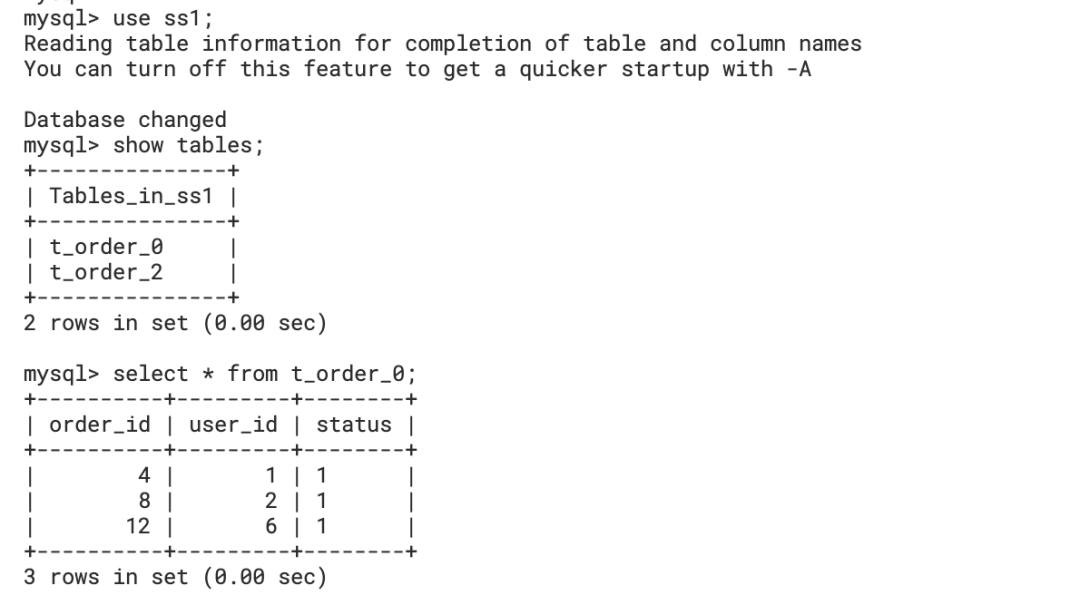 mysql> use ss1;
Reading table information for completion of table and column names
You can turn off this feature to get a quicker startup with -A
Database changed
mysql> show tables;
+---------------+
| Tables_in_ss1 |
+---------------+
| t_order_0     |
| t_order_2     |
+---------------+
2 rows in set (0.00 sec)
mysql> select * from t_order_0;
+----------+---------+--------+
| order_id | user_id | status |
+----------+---------+--------+
|        4 |       1 | 1      |
|        8 |       2 | 1      |
|       12 |       6 | 1      |
+----------+---------+--------+
3 rows in set (0.00 sec)